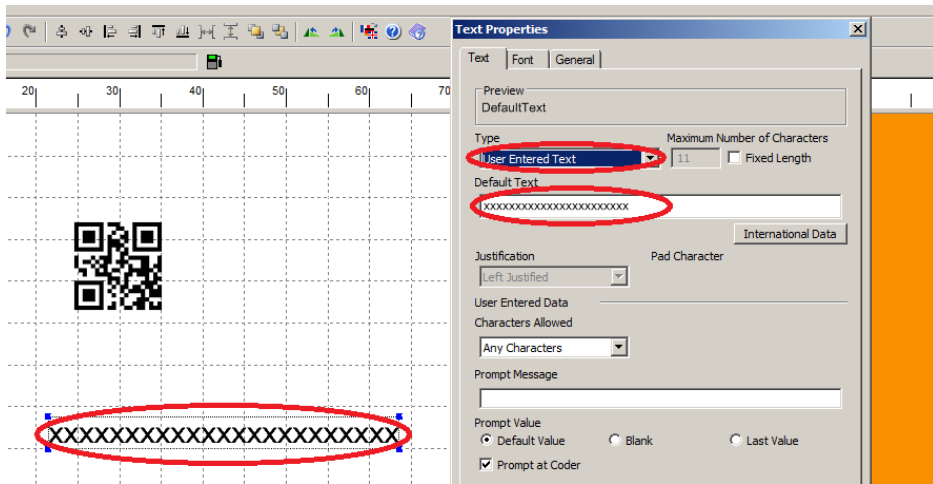 Text Properties
Text Font General
20 30 40 50 60 70
Preview
DefaultText
Type Maximum Number of Characters
User Entered Text 11 Fixed Length
Default Text
xxxxxxxxxxxxxxxxxxxxxxx
International Data
Justification Pad Character
Left Justified
User Entered Data
Characters Allowed
Any Characters
Prompt Message
XXXXXXXXXXXXXXXXXXXXXXX
Prompt Value
Default Value Blank Last Value
Prompt at Coder